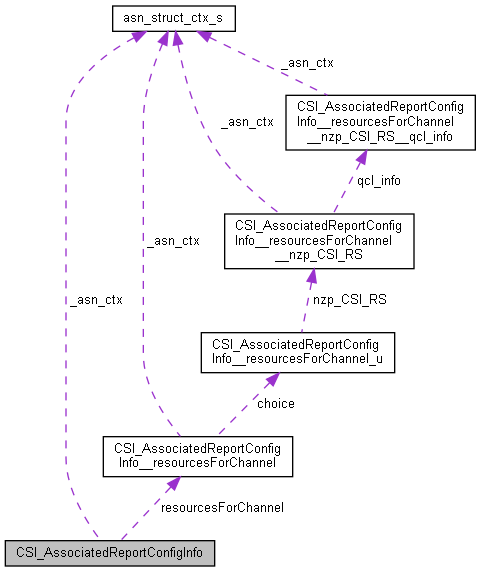 asn_struct_ctx_s
_asn_ctx
CSI_AssociatedReportConfig
Info__resourcesForChannel
__nzp_CSI_RS__qcl_info
_asn_ctx
qcl_info
CSI_AssociatedReportConfig
Info__resourcesForChannel
__nzp_CSI_RS
_asn_ctx
_asn_ctx
nzp_CSI_RS
CSI_AssociatedReportConfig
Info__resourcesForChannel_u
choice
CSI_AssociatedReportConfig
Info__resourcesForChannel
resourcesForChannel
CSI_AssociatedReportConfigInfo